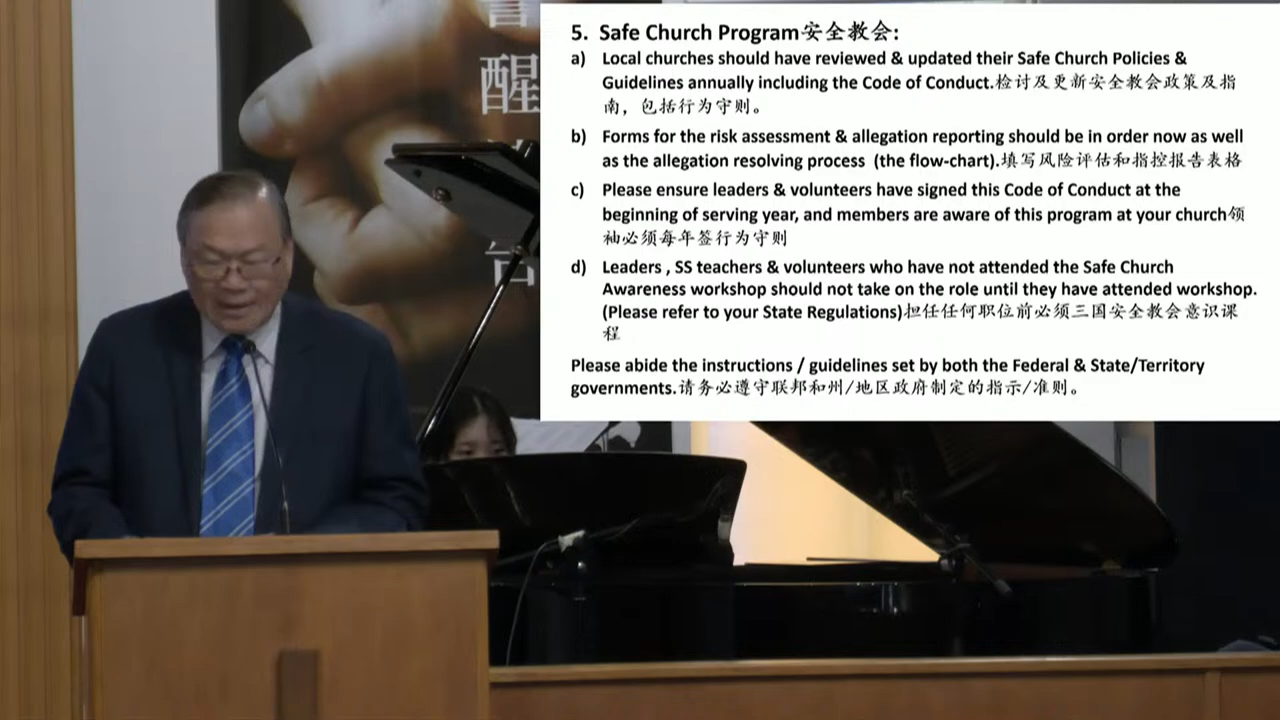 5. Safe Church Program安全教会:
a) Local churches should have reviewed & updated their Safe Church Policies &
Guidelines annually including the Code of Conduct.检讨及更新安全教会政策及指
南，包括行为守则。
b) Forms for the risk assessment & allegation reporting should be in order now as well
as the allegation resolving process (the flow-chart).填写风险评估和指控报告表格
c) Please ensure leaders & volunteers have signed this Code of Conduct at the
beginning of serving year, and members are aware of this program at your church领
袖必须每年签行为守则
d) Leaders , SS teachers & volunteers who have not attended the Safe Church
Awareness workshop should not take on the role until they have attended workshop.
(Please refer to your State Regulations)担任任何职位前必须三国安全教会意识课
程
Please abide the instructions / guidelines set by both the Federal & State/Territory
governments.请务必遵守联邦和州/地区政府制定的指示/准则。
醒